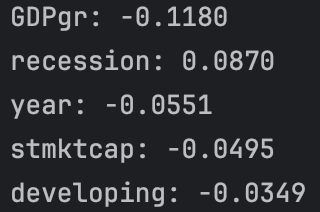 GDPgr: -0.1180
recession: 0.0870
year: -0.0551
stmktcap: -0.0495
developing: -0.0349